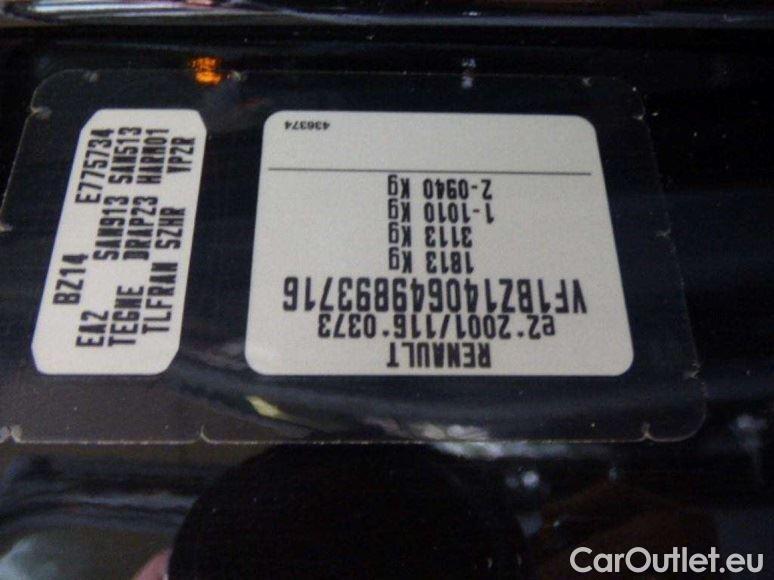 RENAULT
e2*2001/116*0373
VF1BZ140649893716
1813 Kg
3113 Kg
1-1010 Kg
2-0940 Kg
436374
BZ14 E775734
EA2 SAN913 SAN513
TEGNE DRAP23 HARM01
TLFRAN SZHR VP2R
CarOutlet.eu